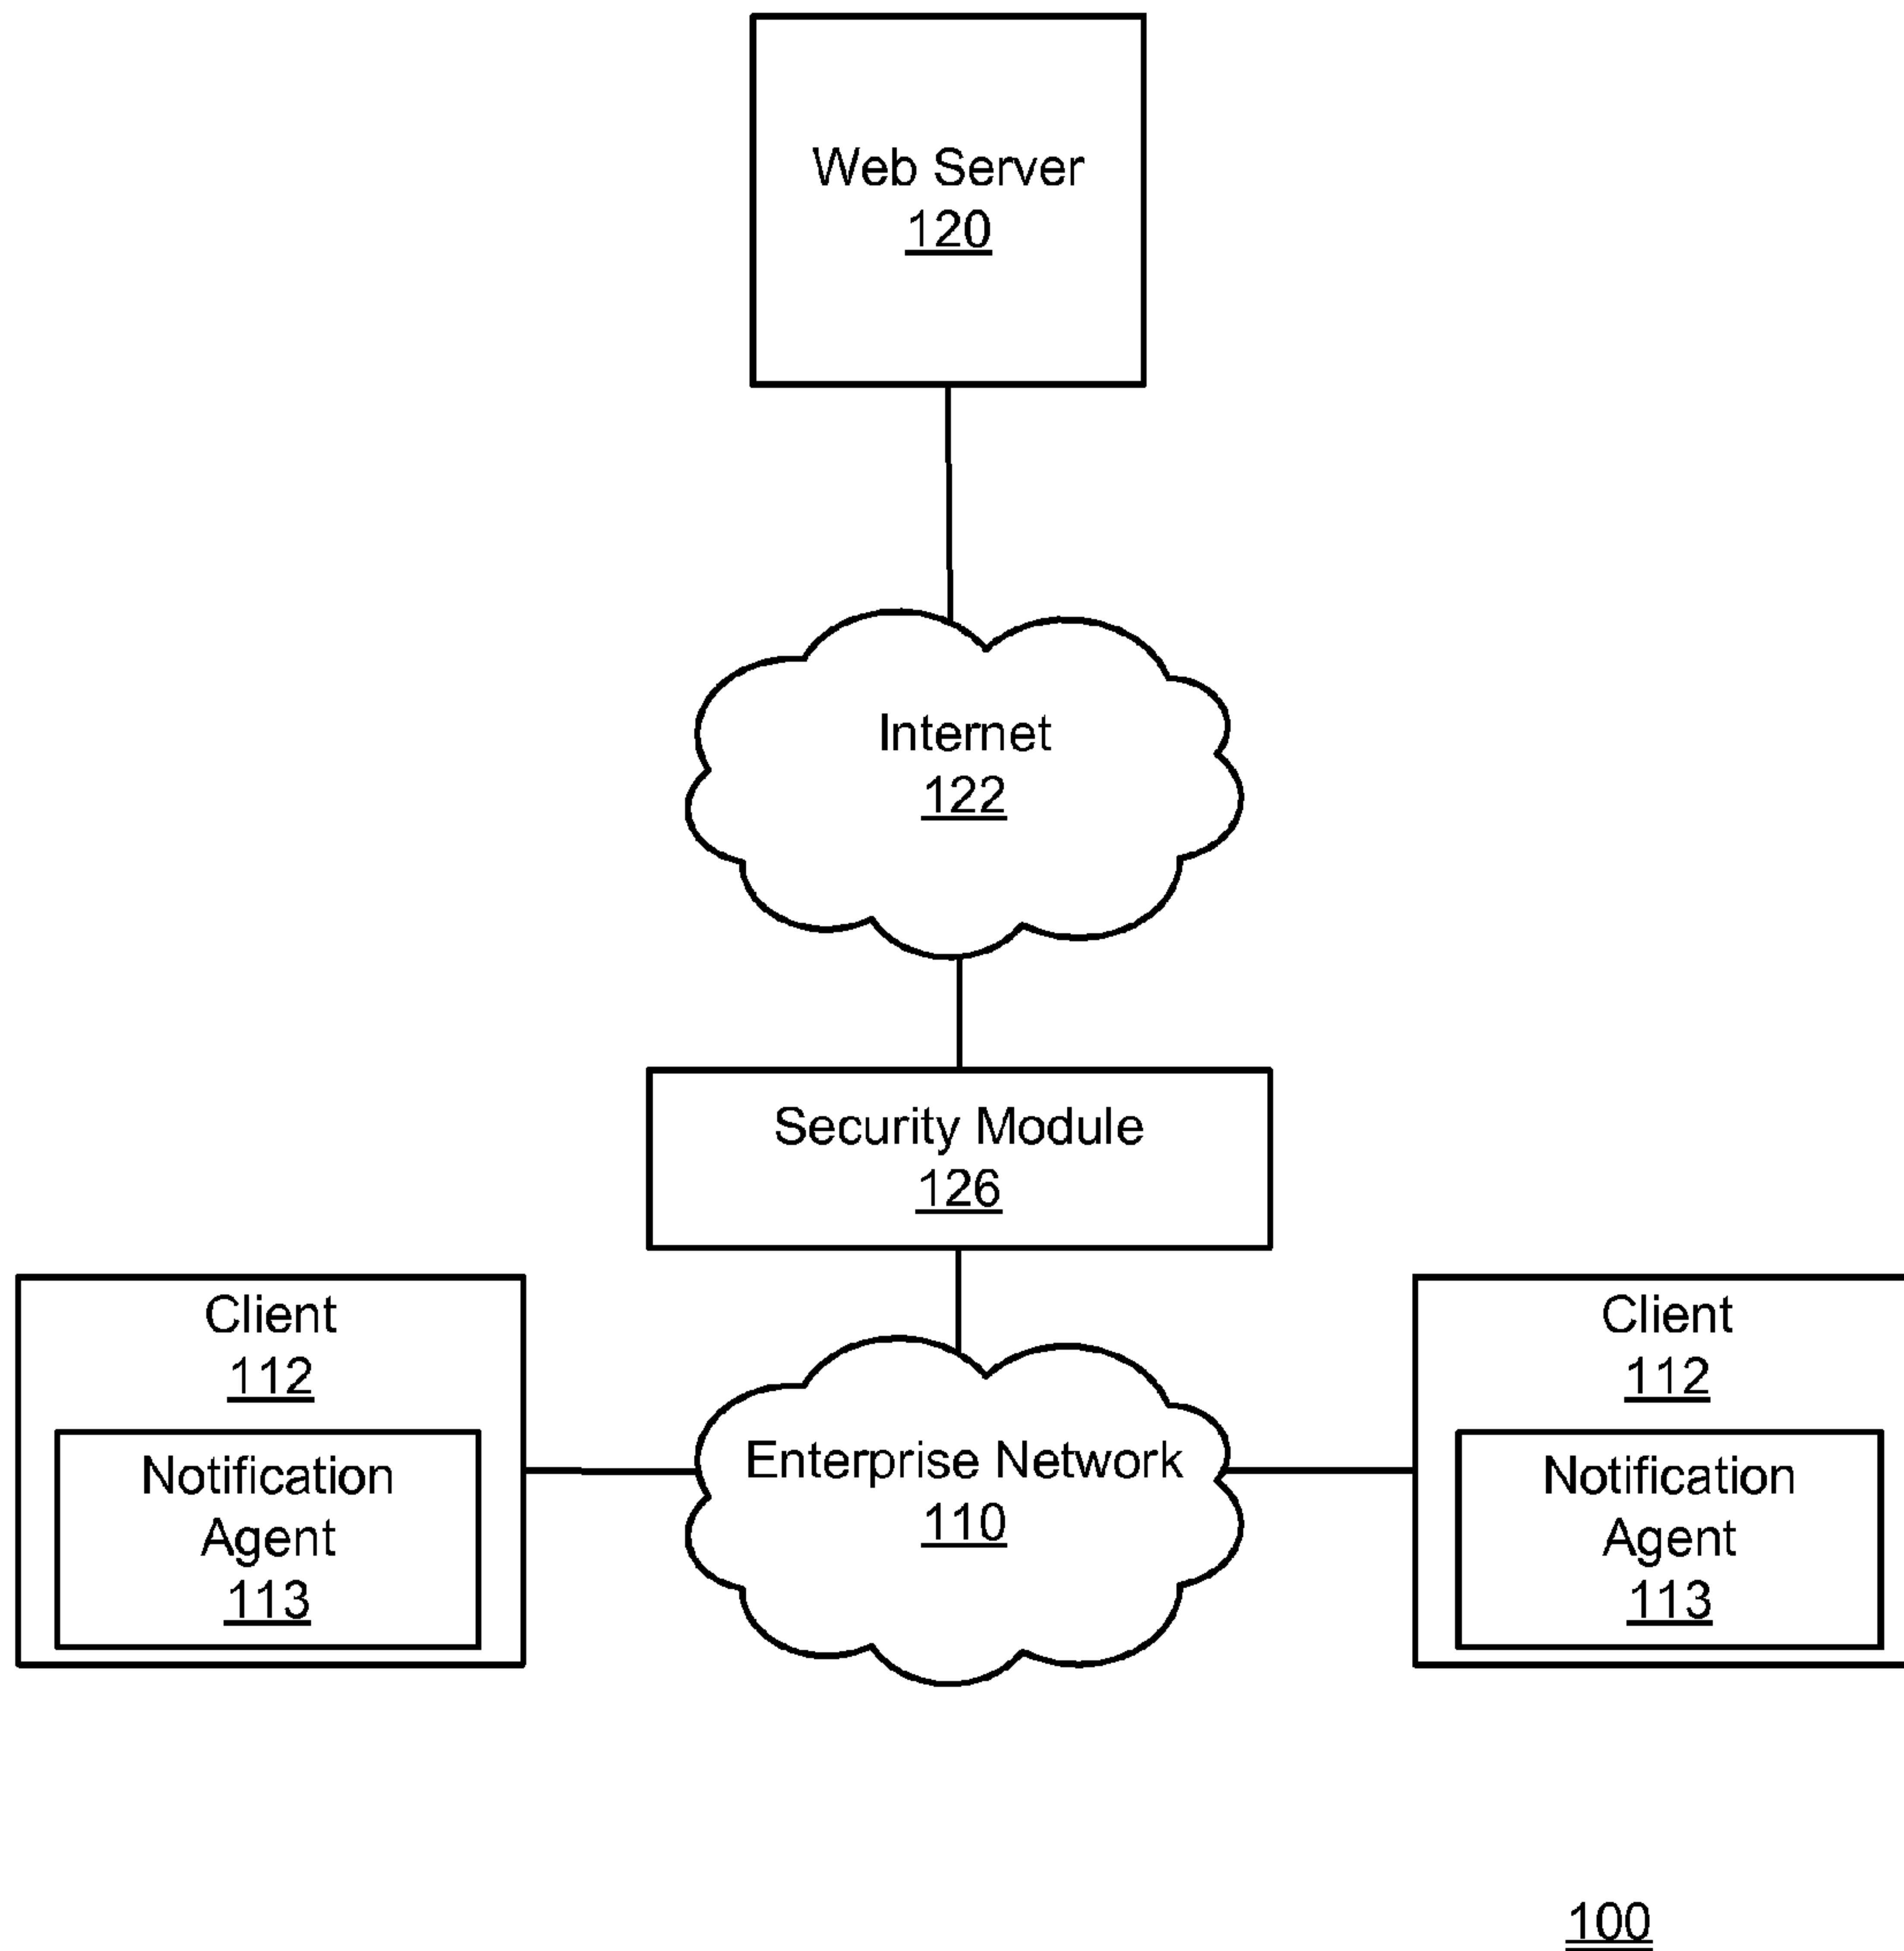 Web Server
120
Internet
122
Security Module
126
Client
112
Notification
Agent
113
Enterprise Network
110
Client
112
Notification
Agent
113
100